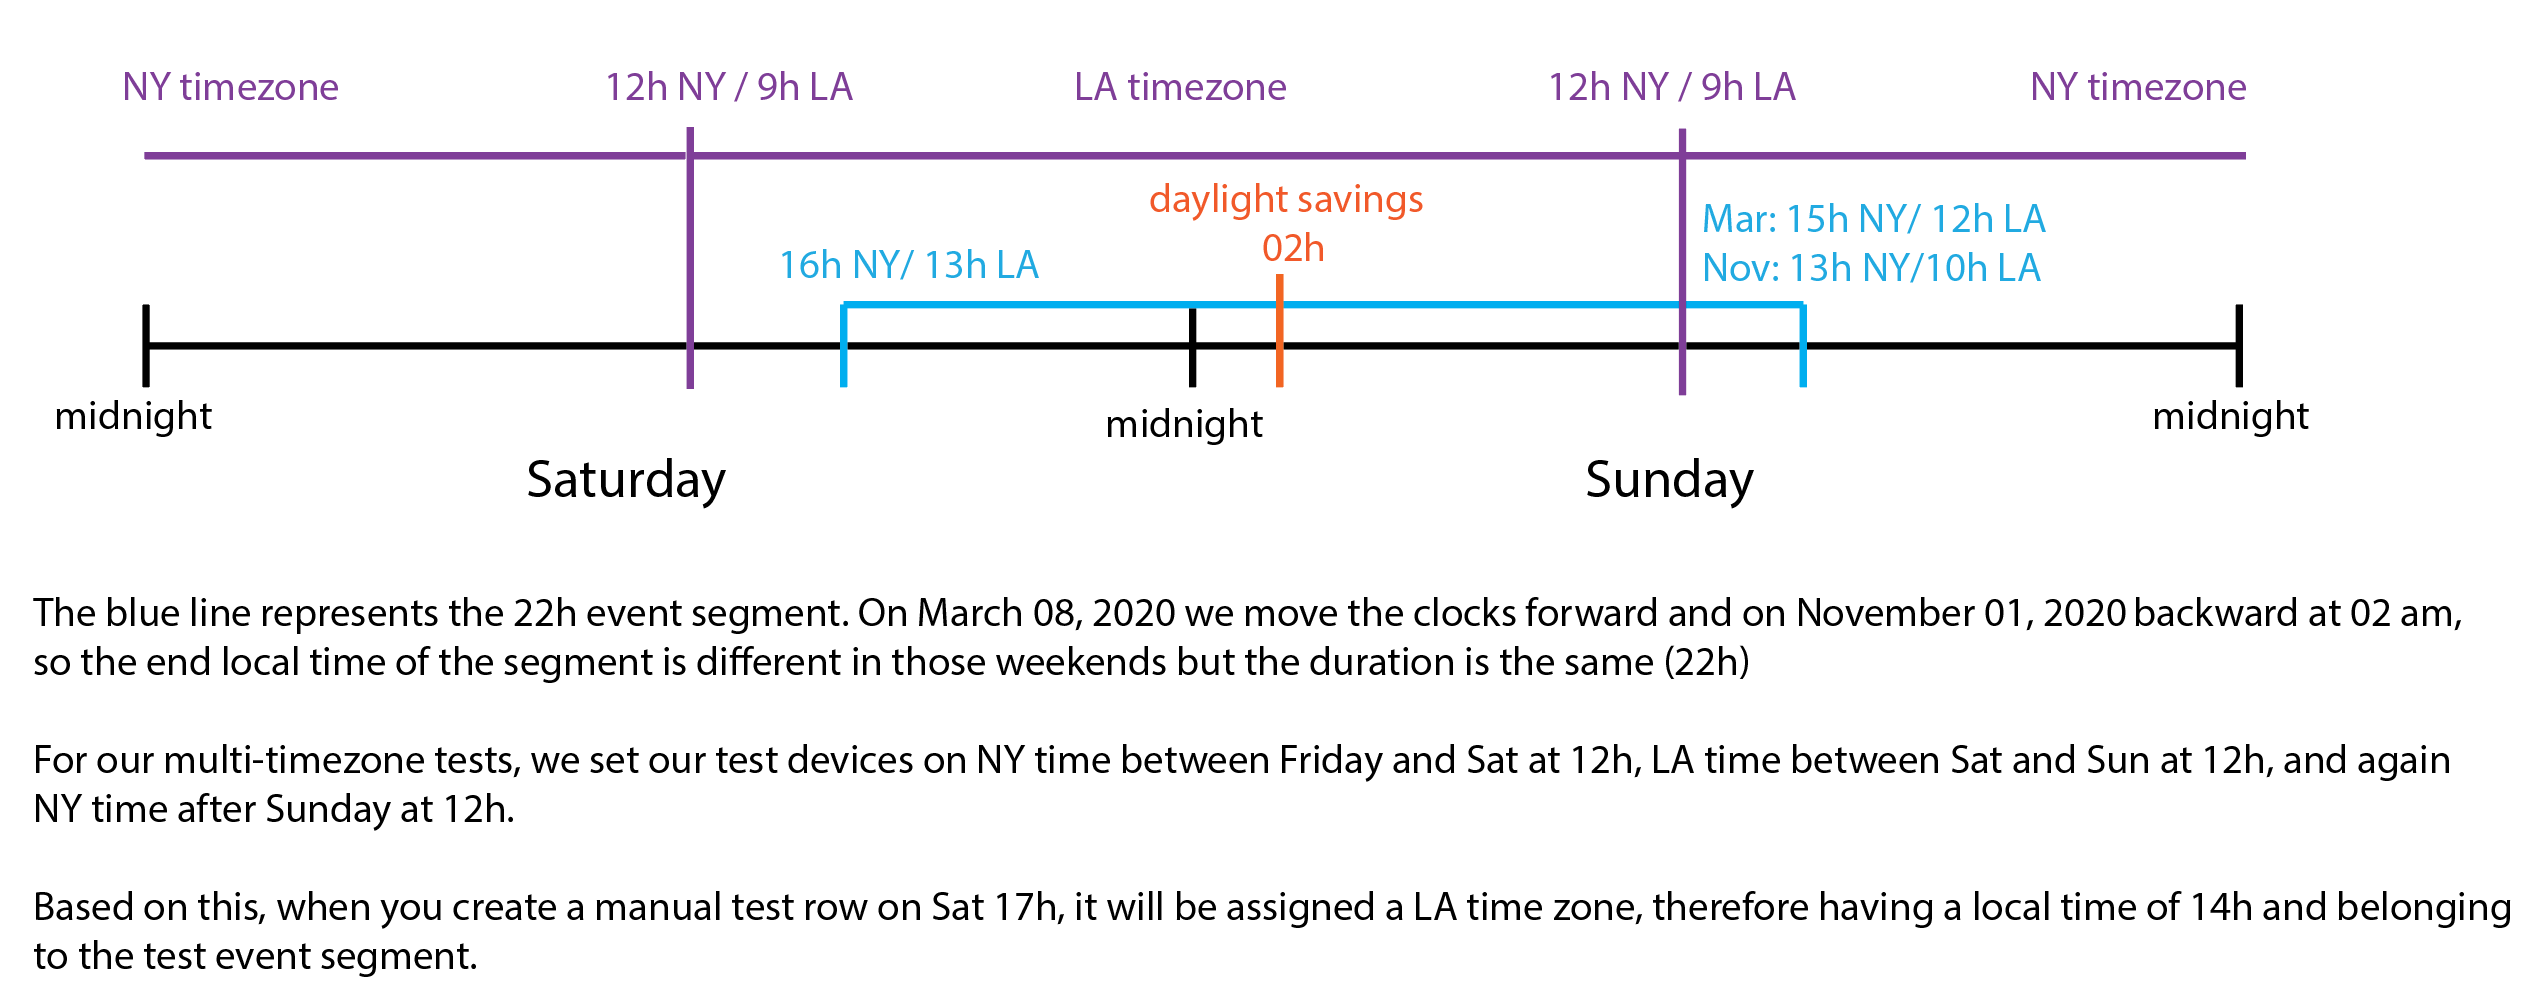 NY timezone
12h NY / 9h LA
LA timezone
12h NY / 9h LA
NY timezone
daylight savings
02h
16h NY/ 13h LA
Mar: 15h NY/ 12h LA
Nov: 13h NY/10h LA
midnight
midnight
midnight
Saturday
Sunday
The blue line represents the 22h event segment. On March 08, 2020 we move the clocks forward and on November 01, 2020 backward at 02 am,
so the end local time of the segment is different in those weekends but the duration is the same (22h)
For our multi-timezone tests, we set our test devices on NY time between Friday and Sat at 12h, LA time between Sat and Sun at 12h, and again
NY time after Sunday at 12h.
Based on this, when you create a manual test row on Sat 17h, it will be assigned a LA time zone, therefore having a local time of 14h and belonging
to the test event segment.